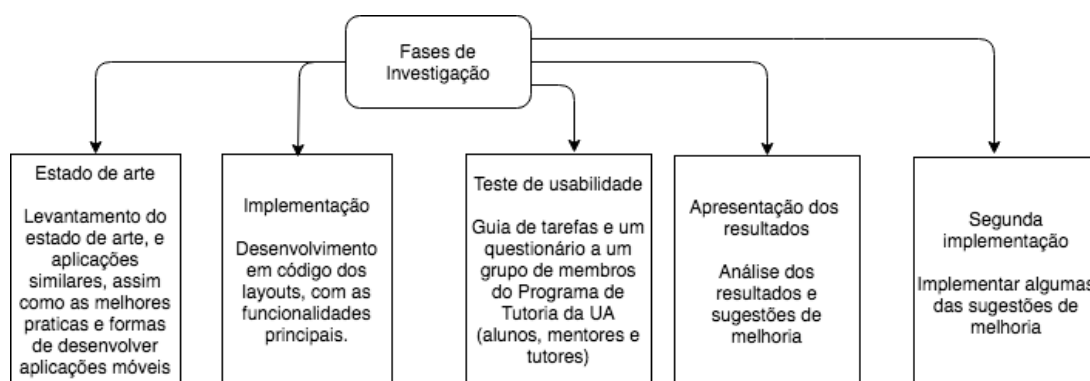 Fases de
Investigação
Estado de arte
Levantamento do
estado de arte, e
aplicações
similares, assim
como as melhores
praticas e formas
de desenvolver
aplicações móveis
Implementação
Desenvolvimento
em código dos
layouts, com as
funcionalidades
principais.
Teste de usabilidade
Guia de tarefas e um
questionário a um
grupo de membros
do Programa de
Tutoria da UA
(alunos, mentores e
tutores)
Apresentação dos
resultados
Análise dos
resultados e
sugestões de
melhoria
Segunda
implementação
Implementar algumas
das sugestões de
melhoria